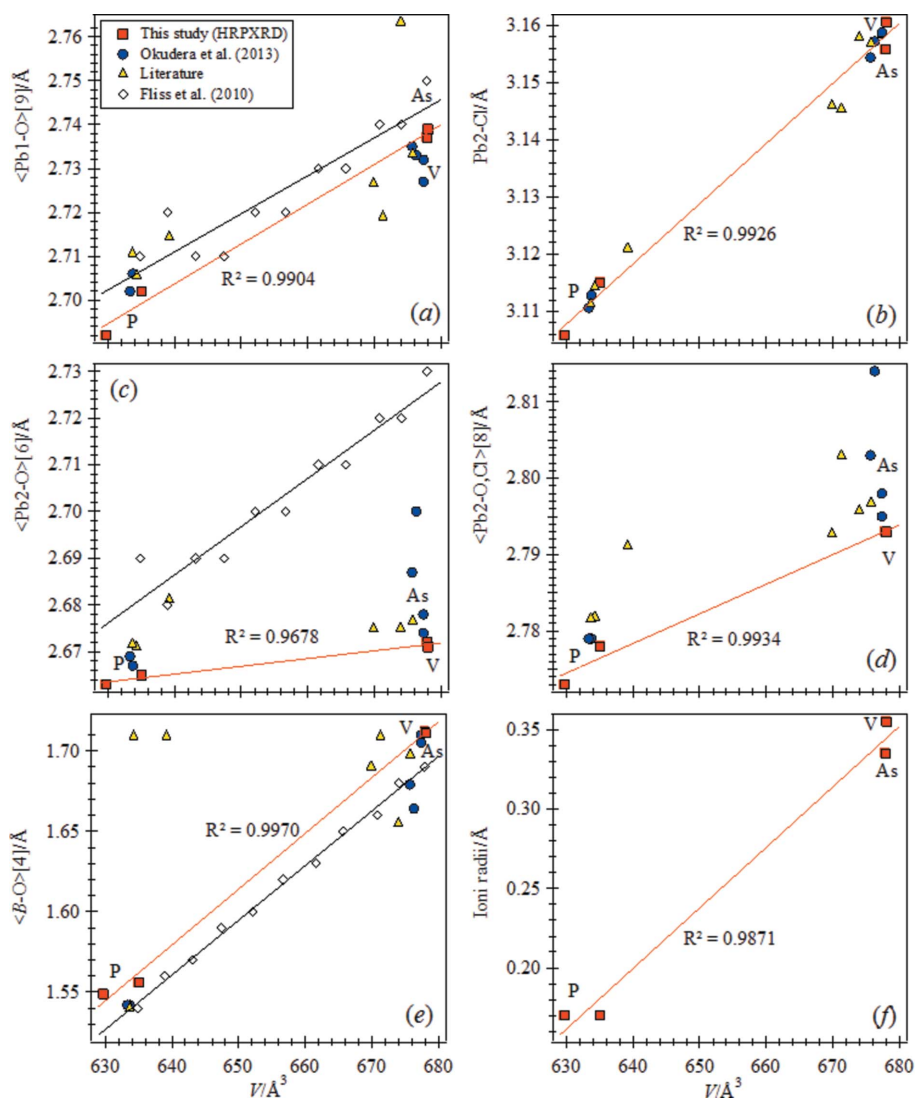 This study (HRPXRD)
Okudera et al. (2013)
Literature
Fliss et al. (2010)
2.76
2.75
2.74
2.73
2.72
2.71
2.70
<Pb1-O>[9]/Å
As
V
R² = 0.9904
P
(a)
3.16
3.15
3.14
3.13
3.12
3.11
Pb2-Cl/Å
V
As
R² = 0.9926
P
(b)
(c)
2.73
2.72
2.71
2.70
2.69
2.68
2.67
<Pb2-O>[6]/Å
As
R² = 0.9678
P
V
2.81
2.80
2.79
2.78
<Pb2-O,Cl>[8]/Å
As
V
R² = 0.9934
P
(d)
1.70
1.65
1.60
1.55
<B-O>[4]/Å
V
As
R² = 0.9970
P
(e)
630 640 650 660 670 680
V/Å³
0.35
0.30
0.25
0.20
Ioni radii/Å
V
As
R² = 0.9871
P
(f)
630 640 650 660 670 680
V/Å³